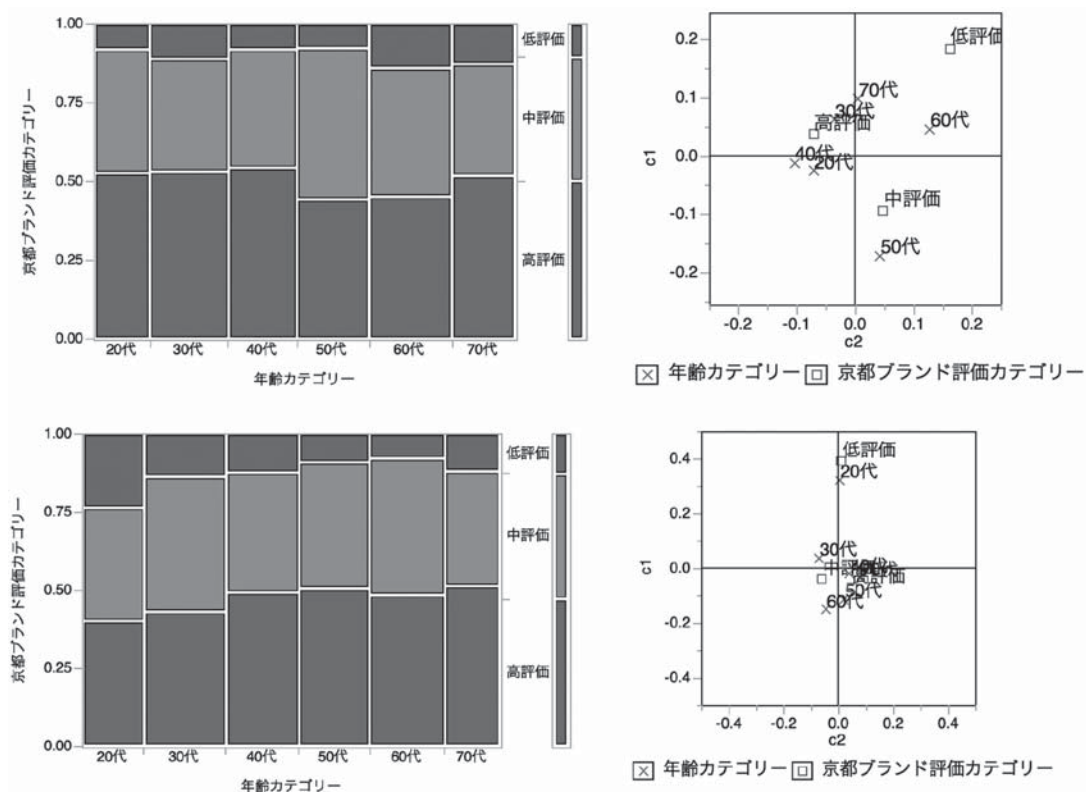 1.00
0.75
0.50
0.25
0.00
京都ブランド評価カテゴリー
低評価
中評価
高評価
20代 30代 40代 50代 60代 70代
年齢カテゴリー
0.2
0.1
0.0
-0.1
-0.2
c1
低評価
70代
30代
高評価
60代
40代
20代
中評価
50代
-0.2 -0.1 0.0 0.1 0.2
c2
年齢カテゴリー 京都ブランド評価カテゴリー
1.00
0.75
0.50
0.25
0.00
京都ブランド評価カテゴリー
低評価
中評価
高評価
20代 30代 40代 50代 60代 70代
年齢カテゴリー
0.4
0.2
0.0
-0.2
-0.4
c1
低評価
20代
30代
中評価
高評価
50代
60代
-0.4 -0.2 0.0 0.2 0.4
c2
年齢カテゴリー 京都ブランド評価カテゴリー